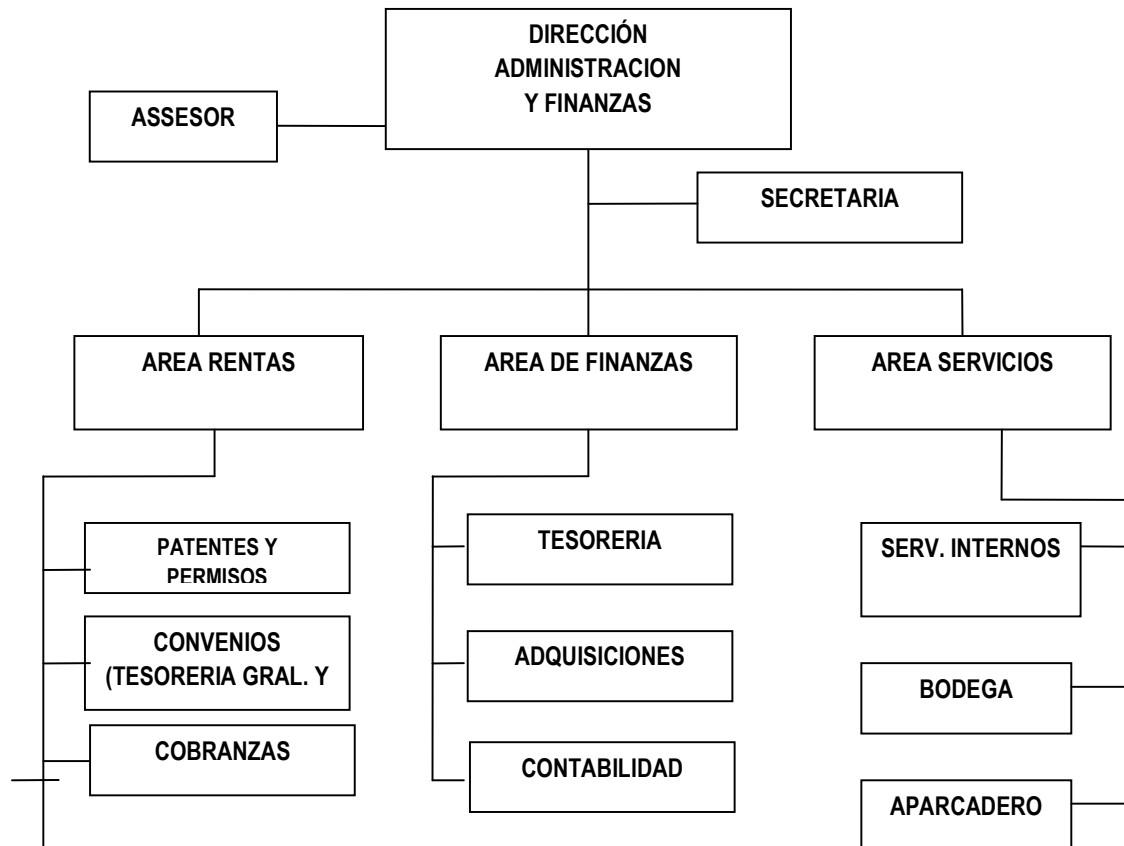 DIRECCIÓN
ADMINISTRACION
Y FINANZAS
ASSESOR
SECRETARIA
AREA RENTAS
AREA DE FINANZAS
AREA SERVICIOS
PATENTES Y
PERMISOS
CONVENIOS
(TESORERIA GRAL. Y
COBRANZAS
TESORERIA
ADQUISICIONES
CONTABILIDAD
SERV. INTERNOS
BODEGA
APARCADERO